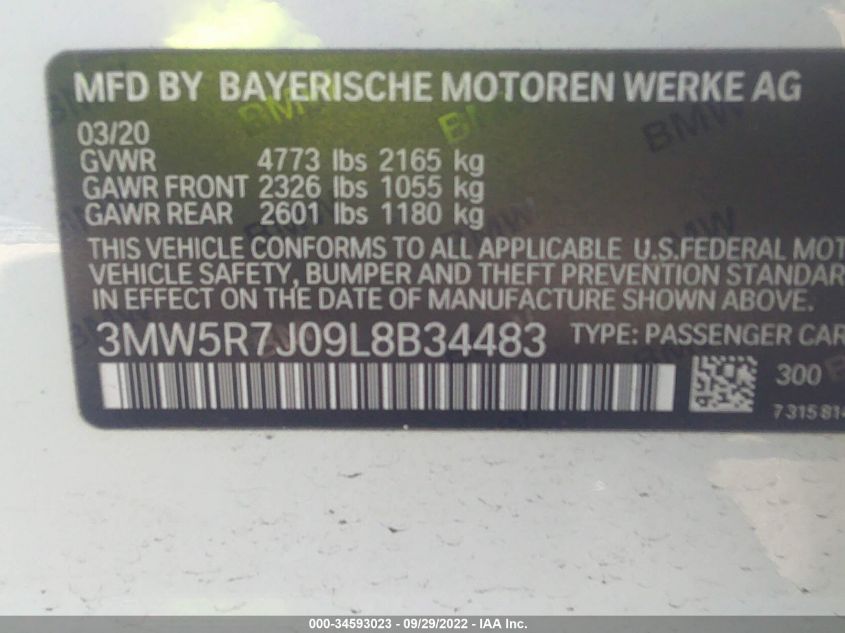 MFD BY BAYERISCHE MOTOREN WERKE AG
03/20
GVWR 4773 lbs 2165 kg
GAWR FRONT 2326 lbs 1055 kg
GAWR REAR 2601 lbs 1180 kg
THIS VEHICLE CONFORMS TO ALL APPLICABLE U.S.FEDERAL MOT
VEHICLE SAFETY, BUMPER AND THEFT PREVENTION STANDAR
IN EFFECT ON THE DATE OF MANUFACTURE SHOWN ABOVE.
3MW5R7J09L8B34483 TYPE: PASSENGER CAR
300
7315814
000-34593023 - 09/29/2022 - IAA Inc.